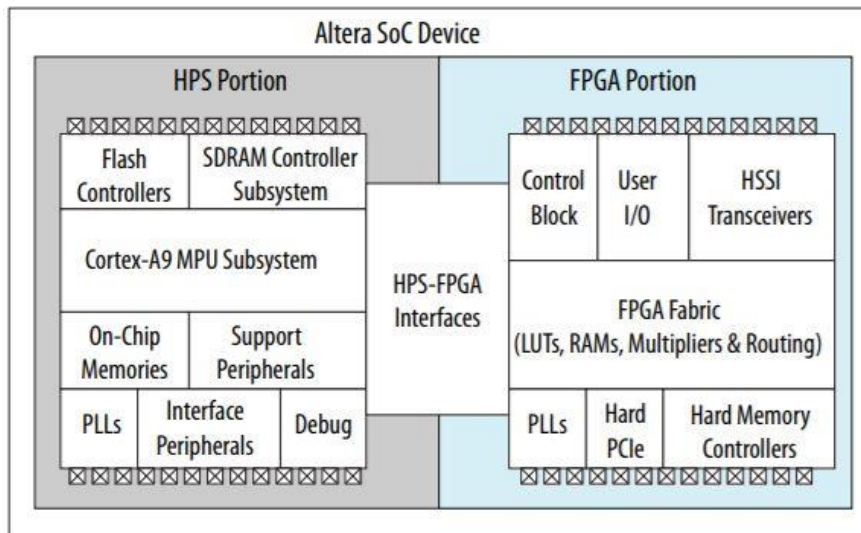 Altera SoC Device
HPS Portion
FPGA Portion
Flash
Controllers
SDRAM Controller
Subsystem
Cortex-A9 MPU Subsystem
On-Chip
Memories
Support
Peripherals
PLLs
Interface
Peripherals
Debug
HPS-FPGA
Interfaces
Control
Block
User
I/O
HSSI
Transceivers
FPGA Fabric
(LUTs, RAMs, Multipliers & Routing)
PLLs
Hard
PCIe
Hard Memory
Controllers